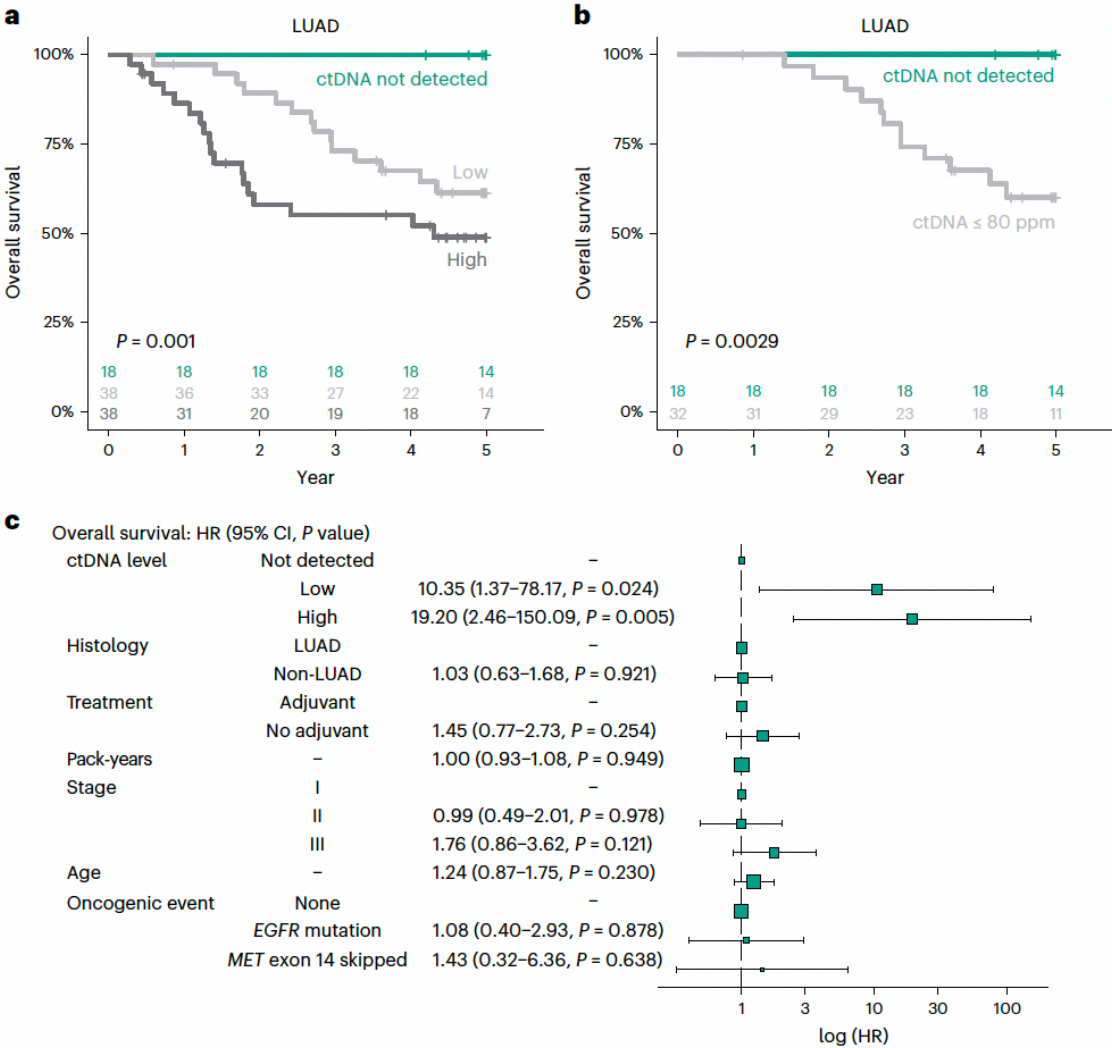 a
LUAD
Overall survival
100%
75%
50%
25%
0%
ctDNA not detected
Low
High
P = 0.001
18 18 18 18 18 14
38 36 33 27 22 14
38 31 20 19 18 7
0 1 2 3 4 5
Year
b
LUAD
Overall survival
100%
75%
50%
25%
0%
ctDNA not detected
ctDNA ≤ 80 ppm
P = 0.0029
18 18 18 18 18 14
32 31 29 23 18 11
0 1 2 3 4 5
Year
c
Overall survival: HR (95% CI, P value)
ctDNA level Not detected –
Low 10.35 (1.37–78.17, P = 0.024)
High 19.20 (2.46–150.09, P = 0.005)
Histology LUAD –
Non-LUAD 1.03 (0.63–1.68, P = 0.921)
Treatment Adjuvant –
No adjuvant 1.45 (0.77–2.73, P = 0.254)
Pack-years – 1.00 (0.93–1.08, P = 0.949)
Stage I –
II 0.99 (0.49–2.01, P = 0.978)
III 1.76 (0.86–3.62, P = 0.121)
Age – 1.24 (0.87–1.75, P = 0.230)
Oncogenic event None –
EGFR mutation 1.08 (0.40–2.93, P = 0.878)
MET exon 14 skipped 1.43 (0.32–6.36, P = 0.638)
1 3 10 30 100
log (HR)